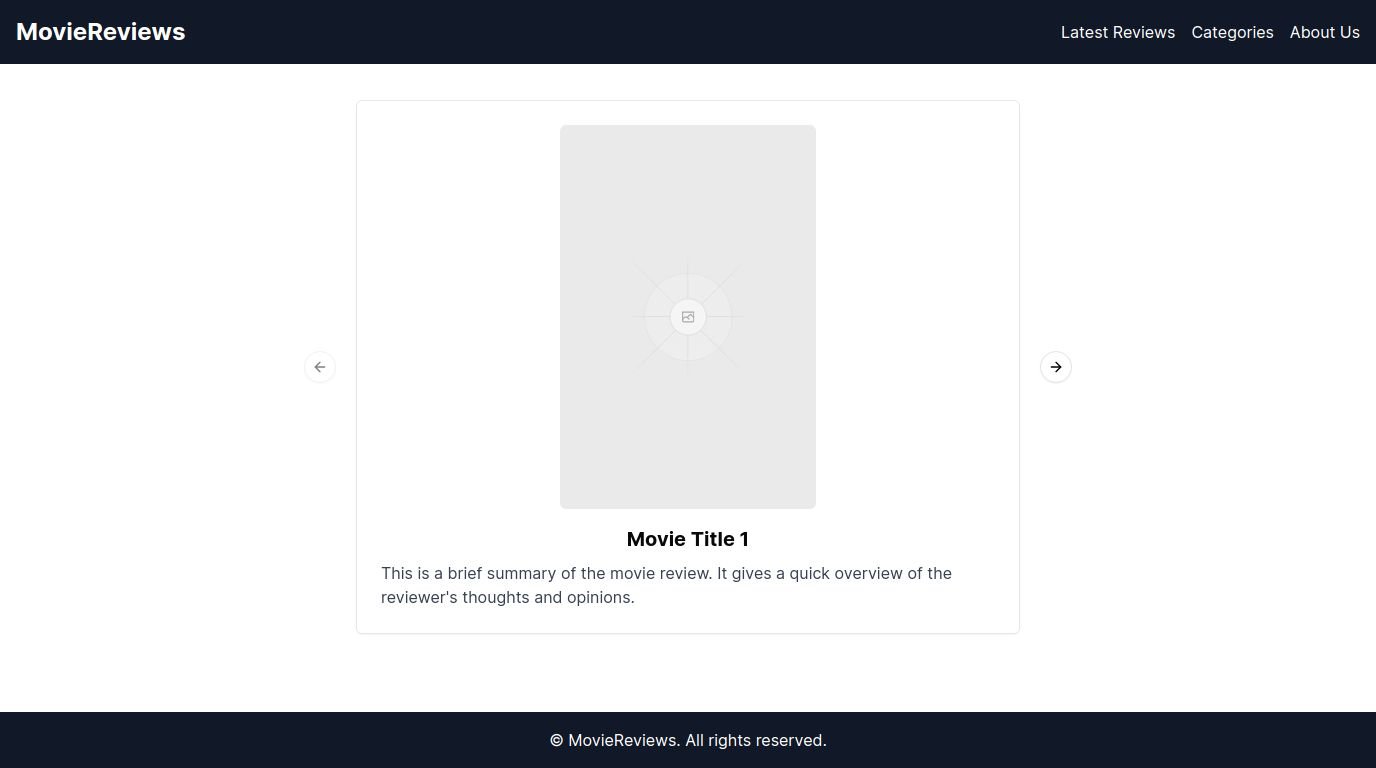 MovieReviews
Latest Reviews
Categories
About Us
Movie Title 1
This is a brief summary of the movie review. It gives a quick overview of the
reviewer's thoughts and opinions.
© MovieReviews. All rights reserved.